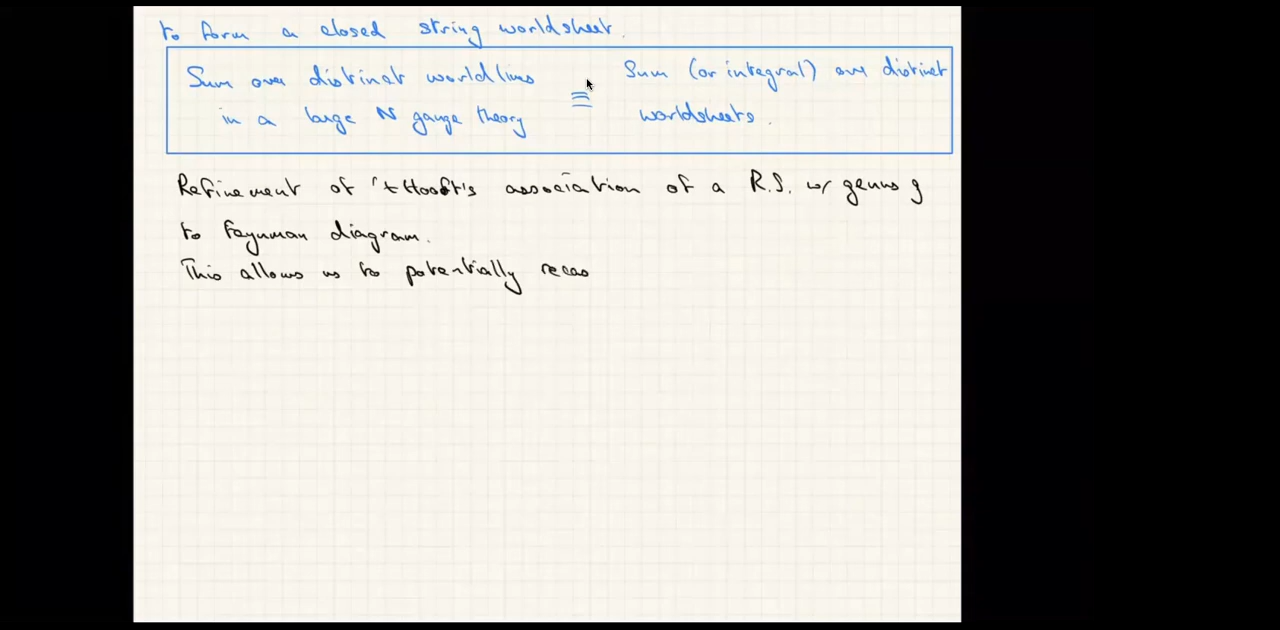 to form a closed string worldsheet.
Sum over distinct worldlines
in a large N gauge theory
≡
Sum (or integral) over distinct
worldsheets.
Refinement of 't Hooft's association of a R.S. w/ genus g
to Feynman diagram.
This allows us to potentially recas